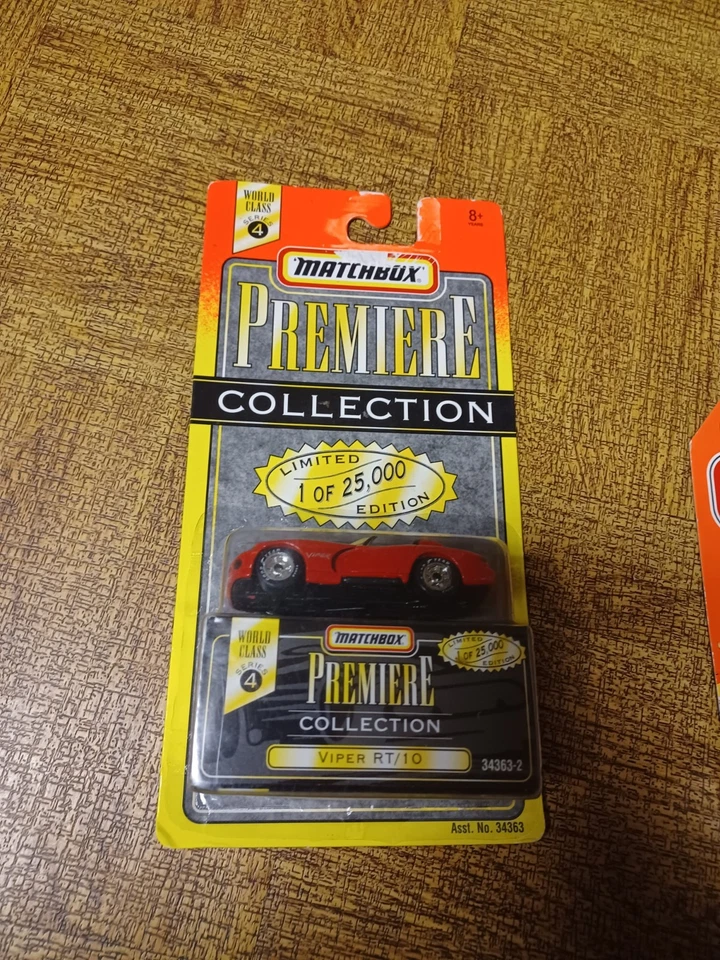 WORLD
CLASS
SERIES
4
8+
MATCHBOX
PREMIERE
COLLECTION
LIMITED
1 OF 25,000
EDITION
VIPER
WORLD
CLASS
SERIES
4
MATCHBOX
PREMIERE
COLLECTION
LIMITED
1 OF 25,000
EDITION
VIPER RT/10
34363-2
Asst. No. 34363